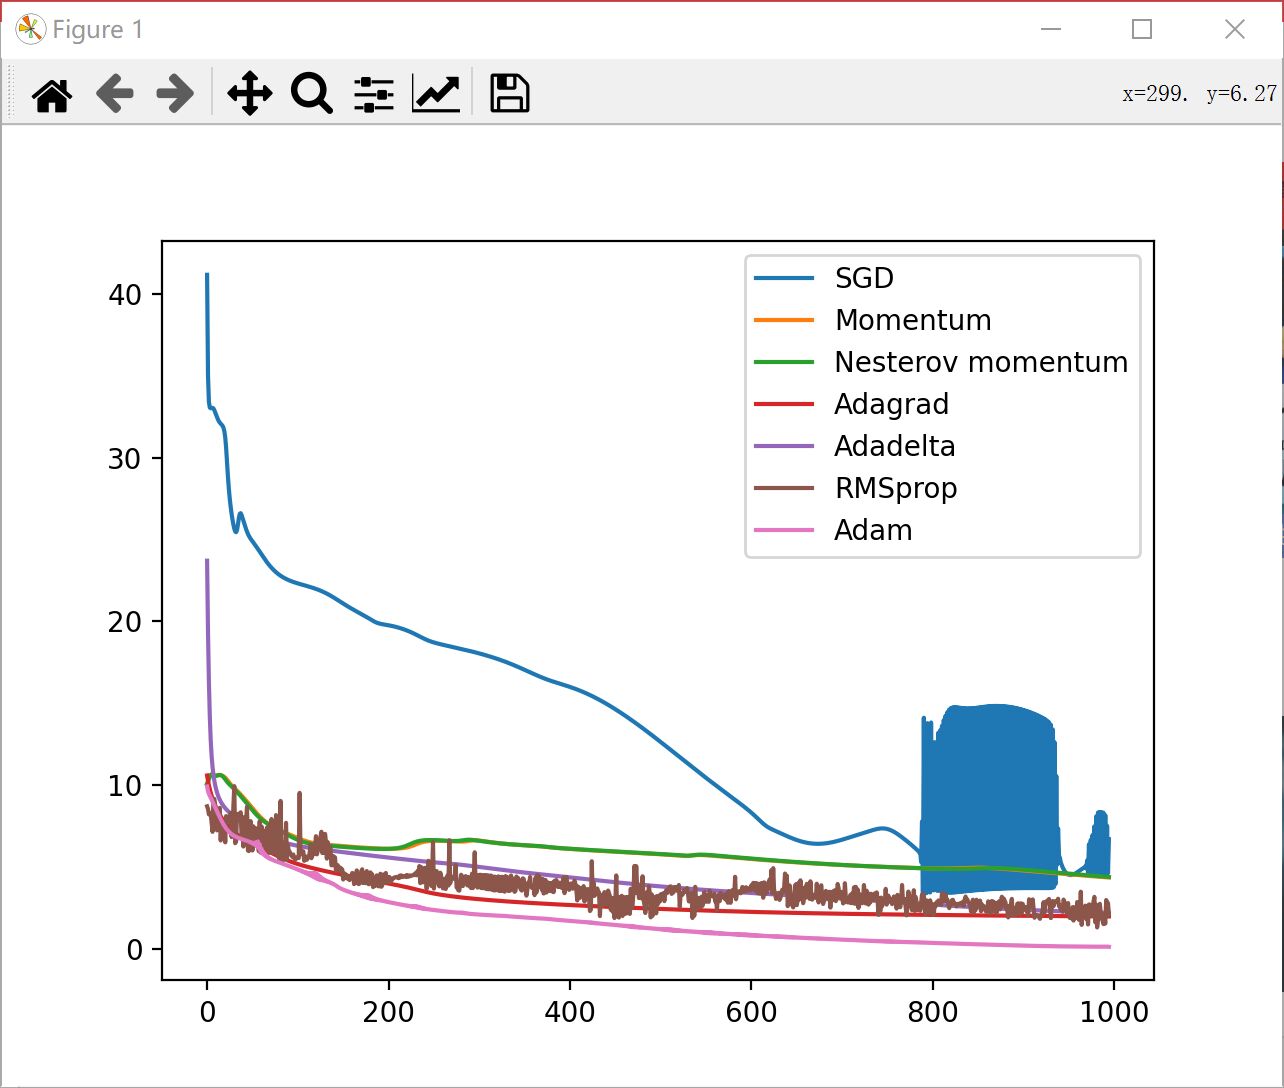 Figure 1
x=299. y=6.27
40
30
20
10
0
0 200 400 600 800 1000
SGD
Momentum
Nesterov momentum
Adagrad
Adadelta
RMSprop
Adam